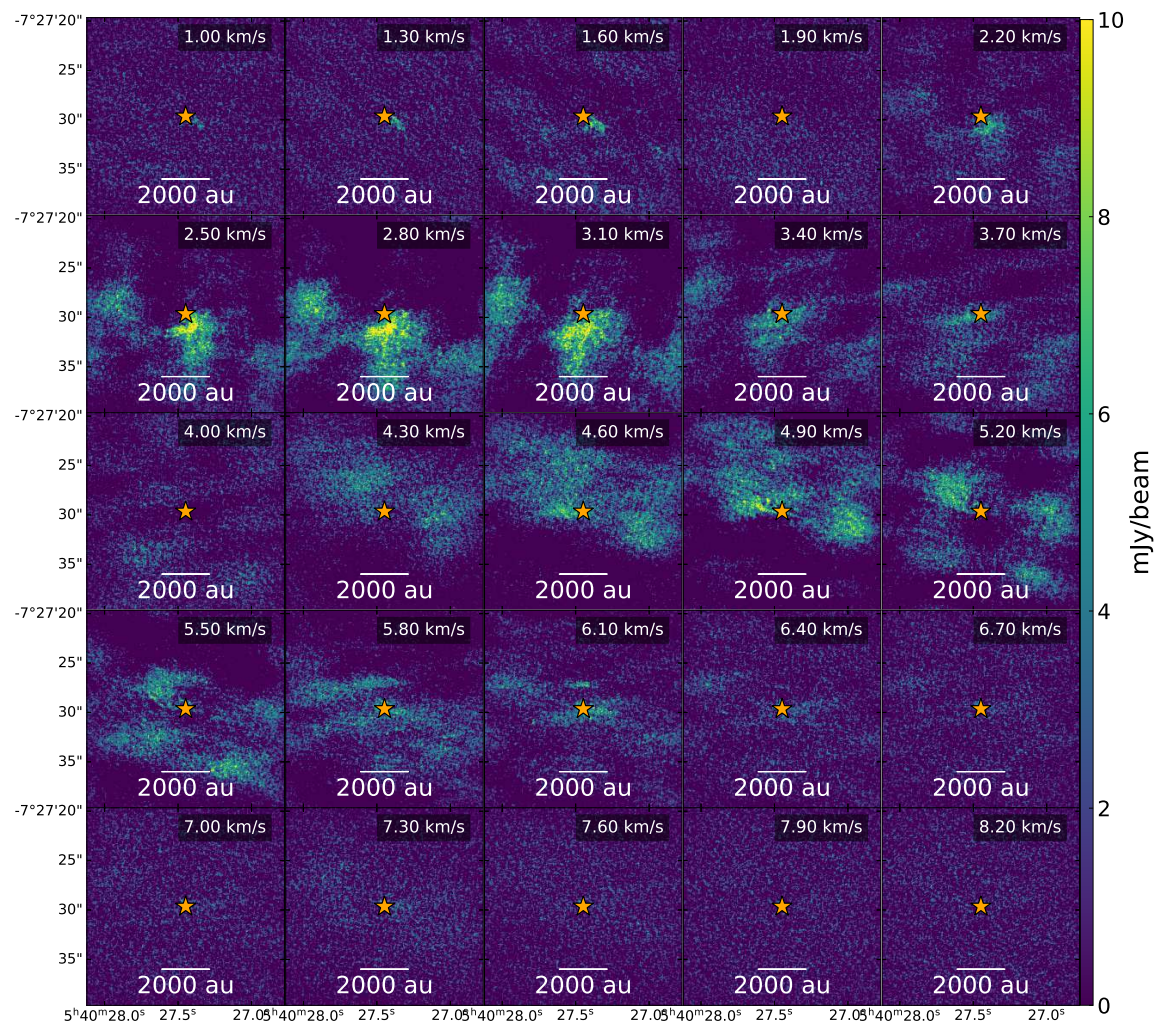 -7°27'20"
1.00 km/s
1.30 km/s
1.60 km/s
1.90 km/s
2.20 km/s
10
25"
30"
35"
2000 au
2000 au
2000 au
2000 au
2000 au
-7°27'20"
2.50 km/s
2.80 km/s
3.10 km/s
3.40 km/s
3.70 km/s
8
25"
30"
35"
2000 au
2000 au
2000 au
2000 au
2000 au
-7°27'20"
4.00 km/s
4.30 km/s
4.60 km/s
4.90 km/s
5.20 km/s
6
25"
30"
35"
2000 au
2000 au
2000 au
2000 au
2000 au
mJy/beam
-7°27'20"
5.50 km/s
5.80 km/s
6.10 km/s
6.40 km/s
6.70 km/s
4
25"
30"
35"
2000 au
2000 au
2000 au
2000 au
2000 au
-7°27'20"
7.00 km/s
7.30 km/s
7.60 km/s
7.90 km/s
8.20 km/s
2
25"
30"
35"
2000 au
2000 au
2000 au
2000 au
2000 au
0
5ʰ40ᵐ28.0ˢ 27.5ˢ 27.0ˢ 5ʰ40ᵐ28.0ˢ 27.5ˢ 27.0ˢ 5ʰ40ᵐ28.0ˢ 27.5ˢ 27.0ˢ 5ʰ40ᵐ28.0ˢ 27.5ˢ 27.0ˢ 5ʰ40ᵐ28.0ˢ 27.5ˢ 27.0ˢ